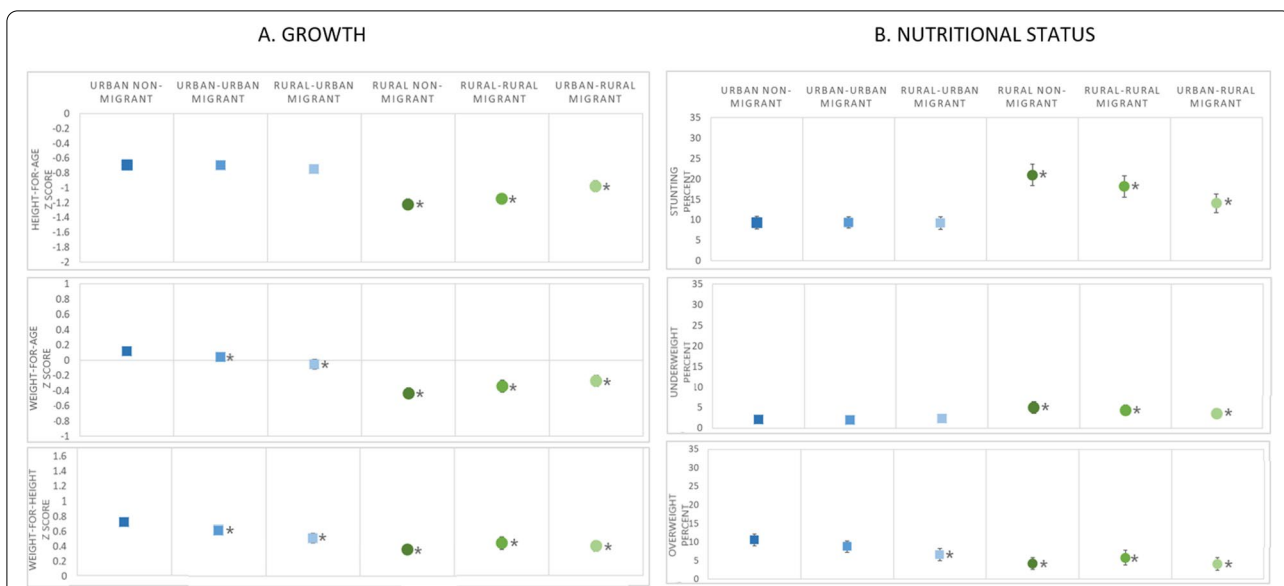 A. GROWTH
URBAN NON-
MIGRANT
URBAN-URBAN
MIGRANT
RURAL-URBAN
MIGRANT
RURAL NON-
MIGRANT
RURAL-RURAL
MIGRANT
URBAN-RURAL
MIGRANT
HEIGHT-FOR-AGE
Z SCORE
0
-0.2
-0.4
-0.6
-0.8
-1
-1.2
-1.4
-1.6
-1.8
-2
* * *
WEIGHT-FOR-AGE
Z SCORE
1
0.8
0.6
0.4
0.2
0
-0.2
-0.4
-0.6
-0.8
-1
* * * * *
WEIGHT-FOR-HEIGHT
Z SCORE
1.6
1.4
1.2
1
0.8
0.6
0.4
0.2
0
* * * * *
B. NUTRITIONAL STATUS
URBAN NON-
MIGRANT
URBAN-URBAN
MIGRANT
RURAL-URBAN
MIGRANT
RURAL NON-
MIGRANT
RURAL-RURAL
MIGRANT
URBAN-RURAL
MIGRANT
STUNTING
PERCENT
35
30
25
20
15
10
5
0
* * *
UNDERWEIGHT
PERCENT
35
30
25
20
15
10
5
0
* * *
OVERWEIGHT
PERCENT
35
30
25
20
15
10
5
0
* * * *